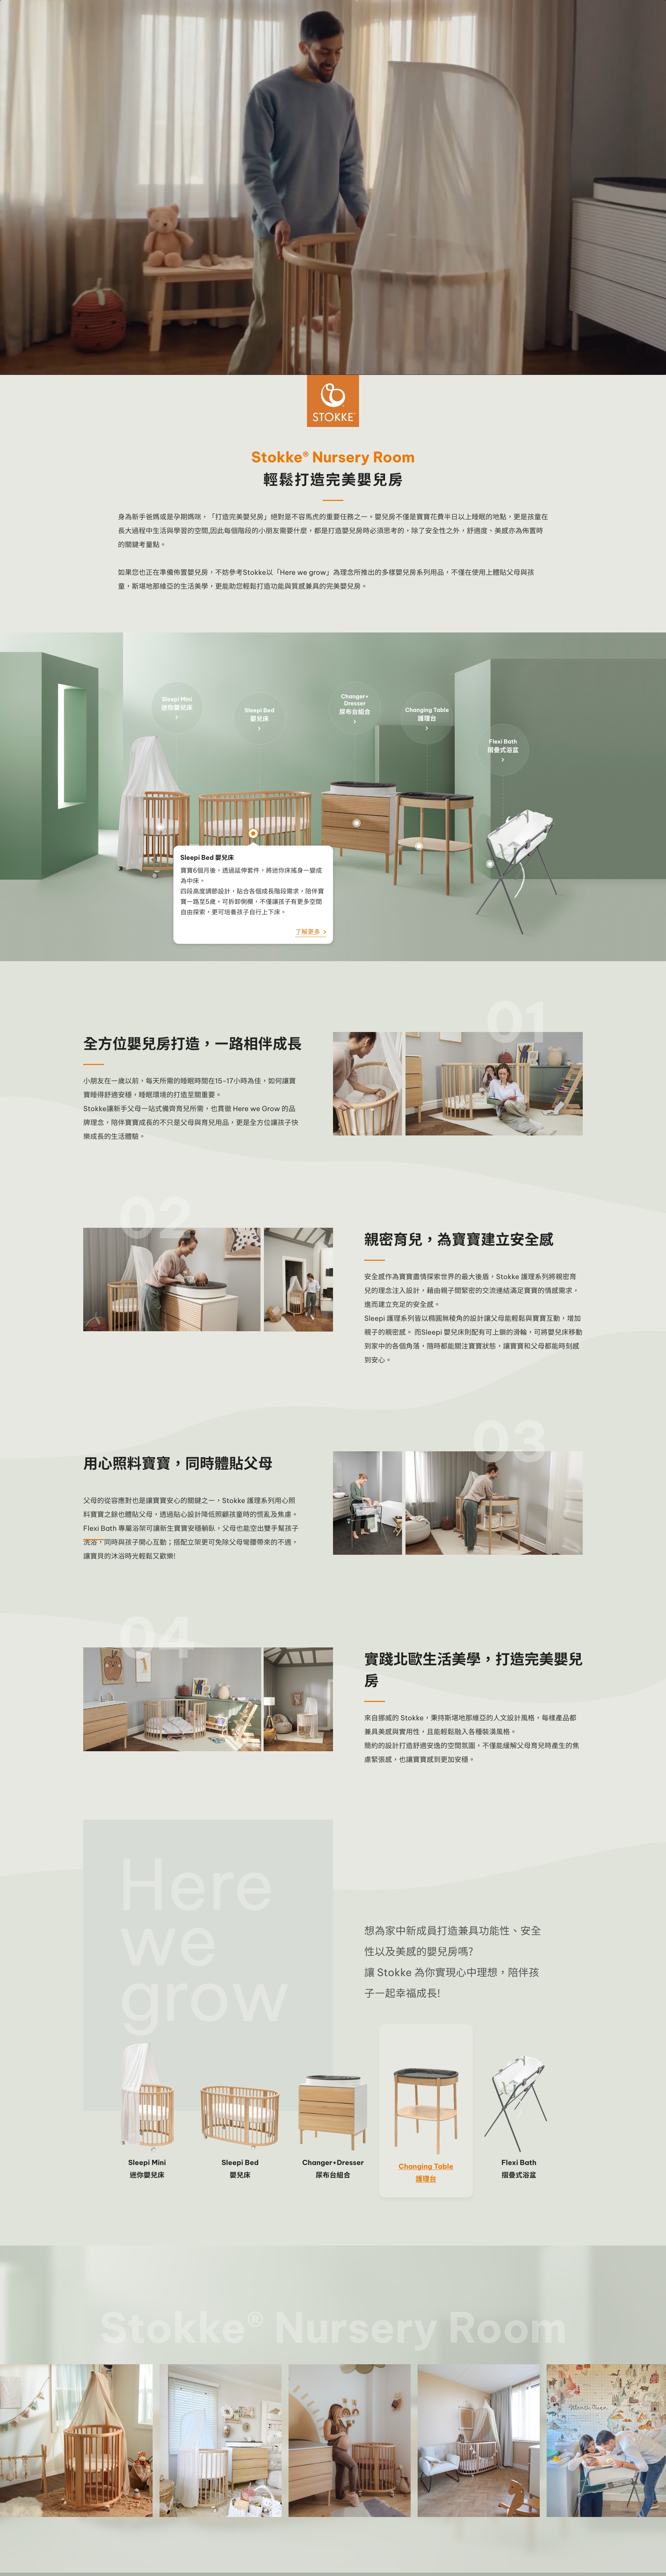 STOKKE
Stokke® Nursery Room
輕鬆打造完美嬰兒房
身為新手爸媽或是孕期媽咪，「打造完美嬰兒房」絕對是不容馬虎的重要任務之一。嬰兒房不僅是寶寶花費半日以上睡眠的地點，更是孩童在
長大過程中生活與學習的空間,因此每個階段的小朋友需要什麼，都是打造嬰兒房時必須思考的，除了安全性之外，舒適度、美感亦為佈置時
的關鍵考量點。
如果您也正在準備佈置嬰兒房，不妨參考Stokke以「Here we grow」為理念所推出的多樣嬰兒房系列用品，不僅在使用上體貼父母與孩
童，斯堪地那維亞的生活美學，更能助您輕鬆打造功能與質感兼具的完美嬰兒房。
Sleepi Mini
迷你嬰兒床
Sleepi Bed
嬰兒床
Changer+
Dresser
尿布台組合
Changing Table
護理台
Flexi Bath
摺疊式浴盆
Sleepi Bed 嬰兒床
寶寶6個月後，透過延伸套件，將迷你床搖身一變成
為中床。
四段高度調節設計，貼合各個成長階段需求，陪伴寶
寶一路至5歲。可拆卸側欄，不僅讓孩子有更多空間
自由探索，更可培養孩子自行上下床。
了解更多
01
全方位嬰兒房打造，一路相伴成長
小朋友在一歲以前，每天所需的睡眠時間在15-17小時為佳，如何讓寶
寶睡得舒適安穩，睡眠環境的打造至關重要。
Stokke讓新手父母一站式備齊育兒所需，也貫徹 Here we Grow 的品
牌理念，陪伴寶寶成長的不只是父母與育兒用品，更是全方位讓孩子快
樂成長的生活體驗。
02
親密育兒，為寶寶建立安全感
安全感作為寶寶盡情探索世界的最大後盾，Stokke 護理系列將親密育
兒的理念注入設計，藉由親子間緊密的交流連結滿足寶寶的情感需求，
進而建立充足的安全感。
Sleepi 護理系列皆以橢圓無稜角的設計讓父母能輕鬆與寶寶互動，增加
親子的親密感。 而Sleepi 嬰兒床則配有可上鎖的滑輪，可將嬰兒床移動
到家中的各個角落，隨時都能關注寶寶狀態，讓寶寶和父母都能時刻感
到安心。
03
用心照料寶寶，同時體貼父母
父母的從容應對也是讓寶寶安心的關鍵之一，Stokke 護理系列用心照
料寶寶之餘也體貼父母，透過貼心設計降低照顧孩童時的慌亂及焦慮。
Flexi Bath 專屬浴架可讓新生寶寶安穩躺臥，父母也能空出雙手幫孩子
洗浴，同時與孩子開心互動；搭配立架更可免除父母彎腰帶來的不適，
讓寶貝的沐浴時光輕鬆又歡樂!
04
實踐北歐生活美學，打造完美嬰兒
房
來自挪威的 Stokke，秉持斯堪地那維亞的人文設計風格，每樣產品都
兼具美感與實用性，且能輕鬆融入各種裝潢風格。
簡約的設計打造舒適安逸的空間氛圍，不僅能緩解父母育兒時產生的焦
慮緊張感，也讓寶寶感到更加安穩。
Here
we
grow
想為家中新成員打造兼具功能性、安全
性以及美感的嬰兒房嗎?
讓 Stokke 為你實現心中理想，陪伴孩
子一起幸福成長!
Sleepi Mini
迷你嬰兒床
Sleepi Bed
嬰兒床
Changer+Dresser
尿布台組合
Changing Table
護理台
Flexi Bath
摺疊式浴盆
Stokke® Nursery Room